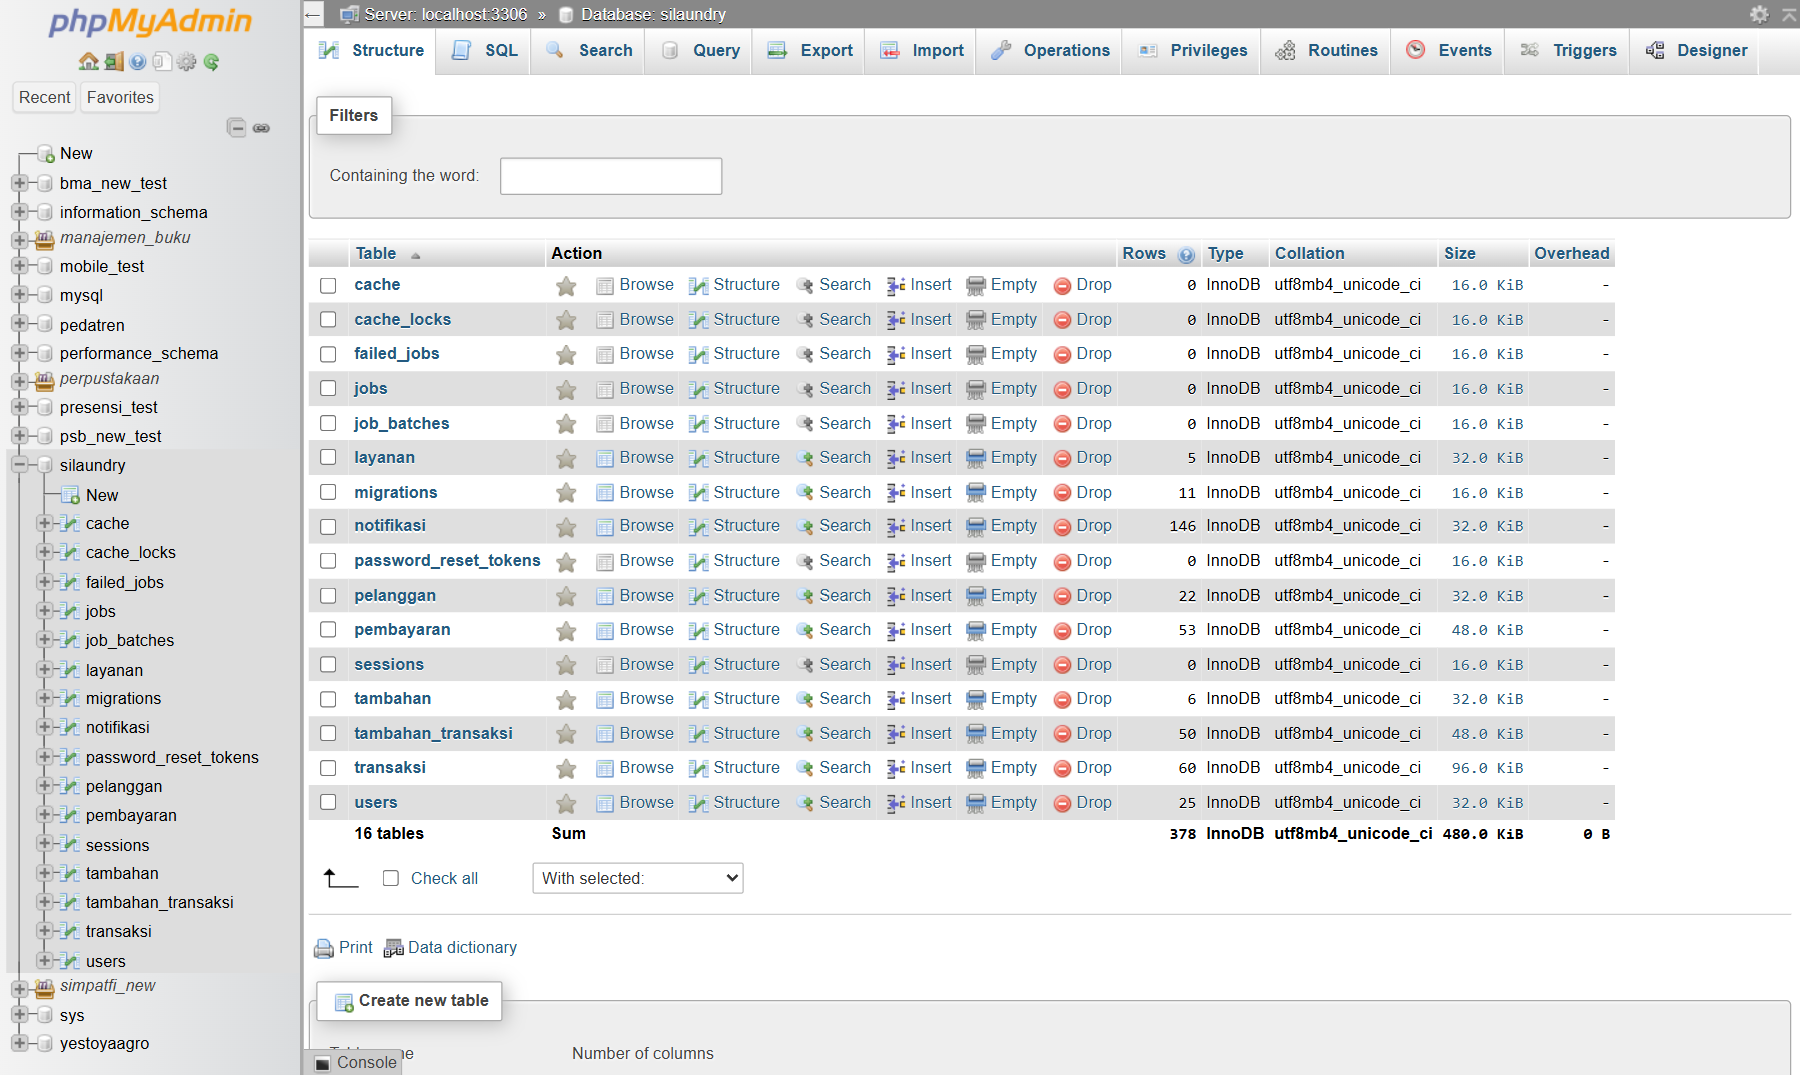 phpMyAdmin
Recent Favorites
New
bma_new_test
information_schema
manajemen_buku
mobile_test
mysql
pedatren
performance_schema
perpustakaan
presensi_test
psb_new_test
silaundry
New
cache
cache_locks
failed_jobs
jobs
job_batches
layanan
migrations
notifikasi
password_reset_tokens
pelanggan
pembayaran
sessions
tambahan
tambahan_transaksi
transaksi
users
simpatfi_new
sys
yestoyaagro
Server: localhost:3306 » Database: silaundry
Structure SQL Search Query Export Import Operations Privileges Routines Events Triggers Designer
Filters
Containing the word:
Table Action Rows Type Collation Size Overhead
cache Browse Structure Search Insert Empty Drop 0 InnoDB utf8mb4_unicode_ci 16.0 KiB -
cache_locks Browse Structure Search Insert Empty Drop 0 InnoDB utf8mb4_unicode_ci 16.0 KiB -
failed_jobs Browse Structure Search Insert Empty Drop 0 InnoDB utf8mb4_unicode_ci 16.0 KiB -
jobs Browse Structure Search Insert Empty Drop 0 InnoDB utf8mb4_unicode_ci 16.0 KiB -
job_batches Browse Structure Search Insert Empty Drop 0 InnoDB utf8mb4_unicode_ci 16.0 KiB -
layanan Browse Structure Search Insert Empty Drop 5 InnoDB utf8mb4_unicode_ci 32.0 KiB -
migrations Browse Structure Search Insert Empty Drop 11 InnoDB utf8mb4_unicode_ci 16.0 KiB -
notifikasi Browse Structure Search Insert Empty Drop 146 InnoDB utf8mb4_unicode_ci 32.0 KiB -
password_reset_tokens Browse Structure Search Insert Empty Drop 0 InnoDB utf8mb4_unicode_ci 16.0 KiB -
pelanggan Browse Structure Search Insert Empty Drop 22 InnoDB utf8mb4_unicode_ci 32.0 KiB -
pembayaran Browse Structure Search Insert Empty Drop 53 InnoDB utf8mb4_unicode_ci 48.0 KiB -
sessions Browse Structure Search Insert Empty Drop 0 InnoDB utf8mb4_unicode_ci 16.0 KiB -
tambahan Browse Structure Search Insert Empty Drop 6 InnoDB utf8mb4_unicode_ci 32.0 KiB -
tambahan_transaksi Browse Structure Search Insert Empty Drop 50 InnoDB utf8mb4_unicode_ci 48.0 KiB -
transaksi Browse Structure Search Insert Empty Drop 60 InnoDB utf8mb4_unicode_ci 96.0 KiB -
users Browse Structure Search Insert Empty Drop 25 InnoDB utf8mb4_unicode_ci 32.0 KiB -
16 tables Sum 378 InnoDB utf8mb4_unicode_ci 480.0 KiB 0 B
Check all With selected:
Print Data dictionary
Create new table
Number of columns
Console